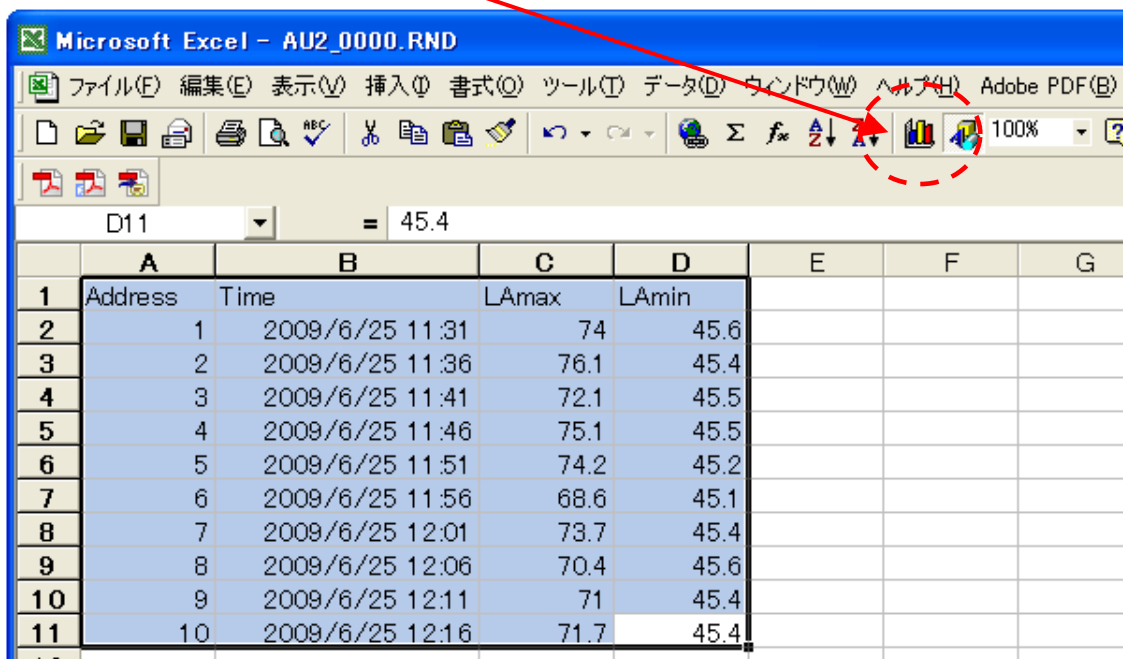 Microsoft Excel - AU2_0000.RND
ファイル(F) 編集(E) 表示(V) 挿入(I) 書式(O) ツール(T) データ(D) ウィンドウ(W) ヘルプ(H) Adobe PDF(B)
ABC Σ fx A Z Z A 100% ?
D11 = 45.4
A B C D E F G
1 Address Time LAmax LAmin
2 1 2009/6/25 11:31 74 45.6
3 2 2009/6/25 11:36 76.1 45.4
4 3 2009/6/25 11:41 72.1 45.5
5 4 2009/6/25 11:46 75.1 45.5
6 5 2009/6/25 11:51 74.2 45.2
7 6 2009/6/25 11:56 68.6 45.1
8 7 2009/6/25 12:01 73.7 45.4
9 8 2009/6/25 12:06 70.4 45.6
10 9 2009/6/25 12:11 71 45.4
11 10 2009/6/25 12:16 71.7 45.4